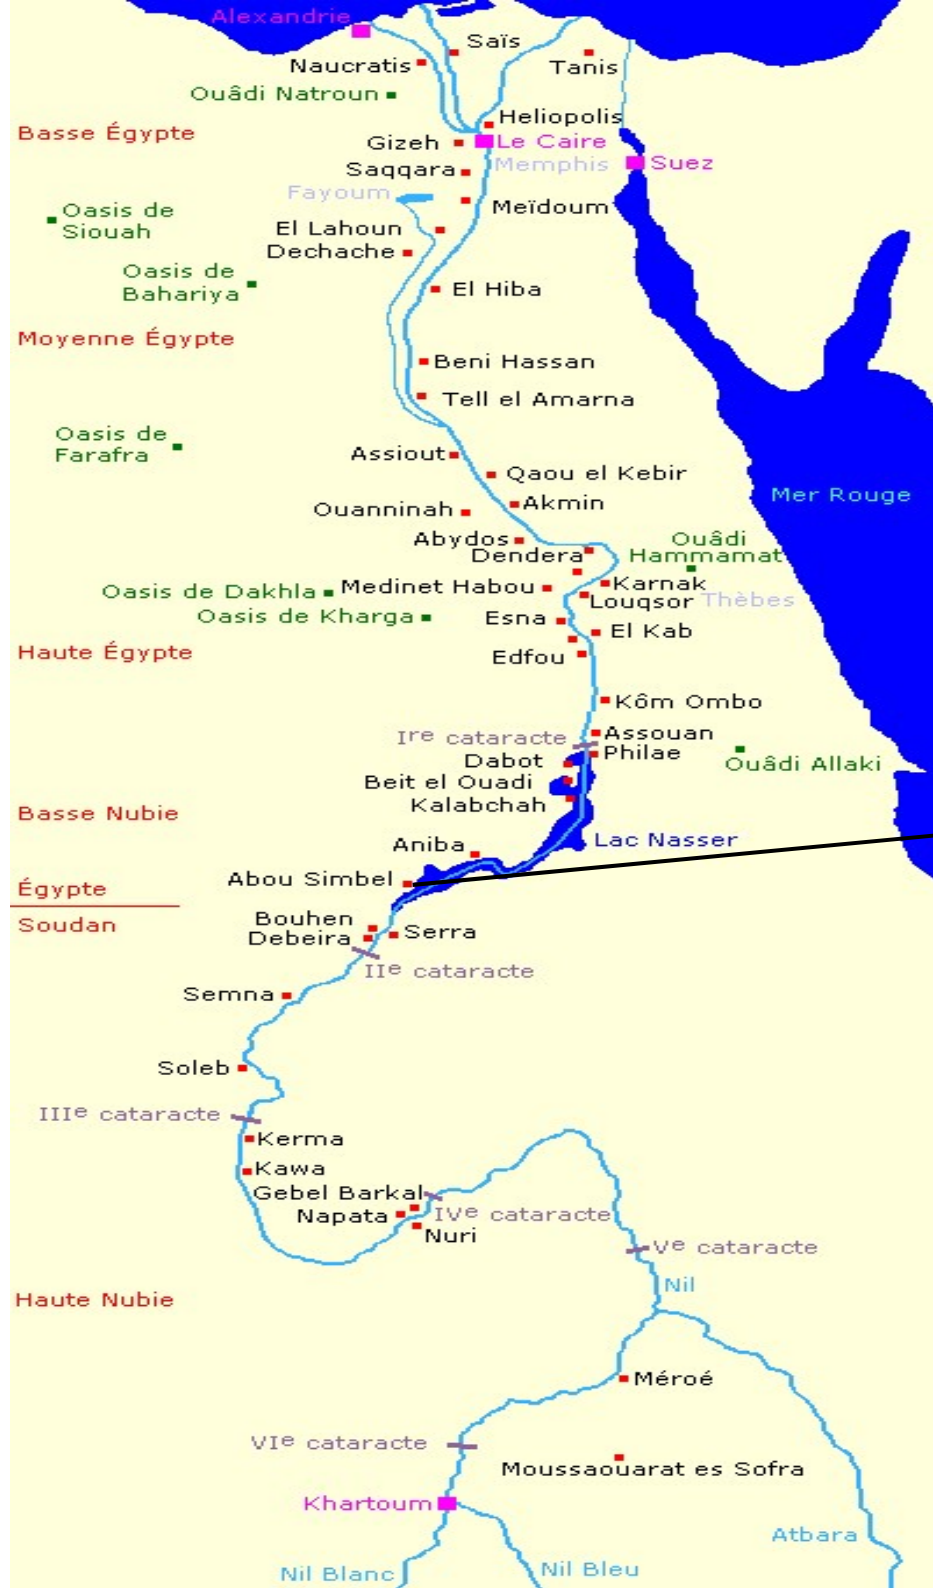 Alexandrie
Saïs
Naucratis
Tanis
Ouâdi Natroun
Heliopolis
Basse Égypte
Gizeh
Le Caire
Saqqara
Memphis
Suez
Fayoum
Meïdoum
Oasis de
Siouah
El Lahoun
Dechache
Oasis de
Bahariya
El Hiba
Moyenne Égypte
Beni Hassan
Tell el Amarna
Oasis de
Farafra
Assiout
Qaou el Kebir
Mer Rouge
Akmin
Ouanninah
Abydos
Ouâdi
Hammamat
Dendera
Karnak
Medinet Habou
Oasis de Dakhla
Louqsor
Thèbes
Oasis de Kharga
Esna
El Kab
Haute Égypte
Edfou
Kôm Ombo
Assouan
Ire cataracte
Philae
Dabot
Ouâdi Allaki
Beit el Ouadi
Kalabchah
Basse Nubie
Lac Nasser
Aniba
Abou Simbel
Égypte
Soudan
Bouhen
Serra
Debeira
IIe cataracte
Semna
Soleb
IIIe cataracte
Kerma
Kawa
Gebel Barkal
Napata
IVe cataracte
Nuri
Ve cataracte
Nil
Haute Nubie
Méroé
VIe cataracte
Moussaouarat es Sofra
Khartoum
Atbara
Nil Blanc
Nil Bleu